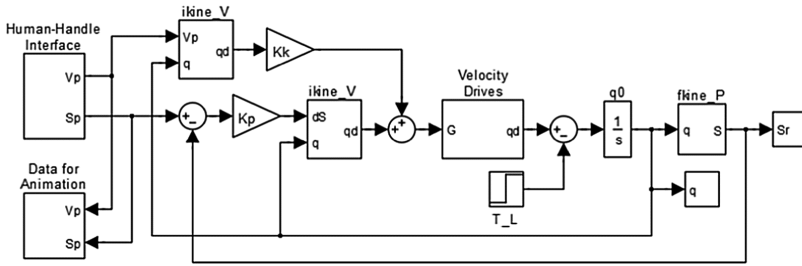 Human-Handle
Interface
Vp
Sp
ikine_V
Vp
q
qd
Kk
+
-
Kp
ikine_V
dS
q
qd
+
+
Velocity
Drives
G
qd
+
-
T_L
q0
1
s
fkine_P
q
S
Sr
q
Data for
Animation
Vp
Sp